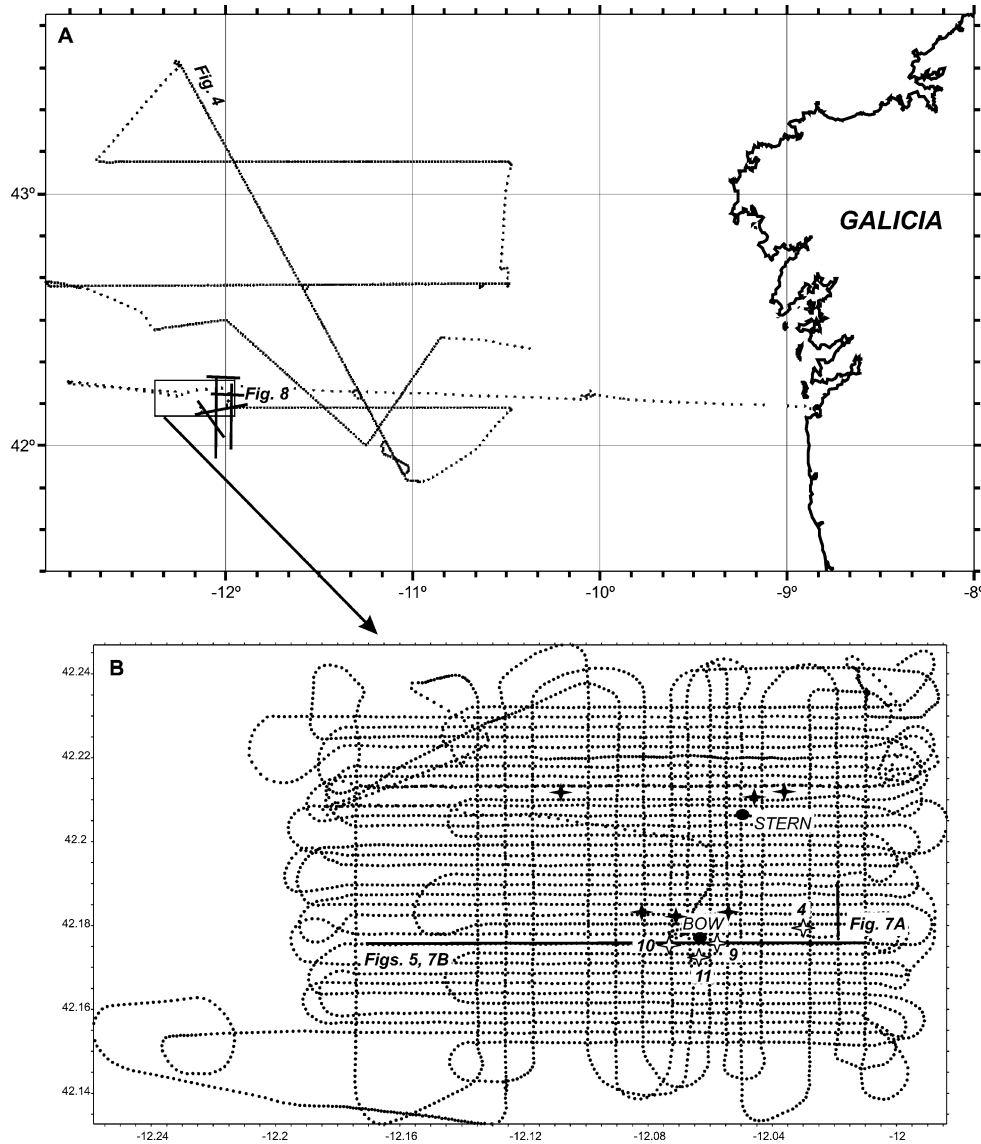 A
Fig. 4
43º
GALICIA
Fig. 8
42º
-12º -11º -10º -9º -8º
B
42.24
42.22
42.2
STERN
42.18
4
BOW
Fig. 7A
10
9
Figs. 5, 7B
11
42.16
42.14
-12.24 -12.2 -12.16 -12.12 -12.08 -12.04 -12